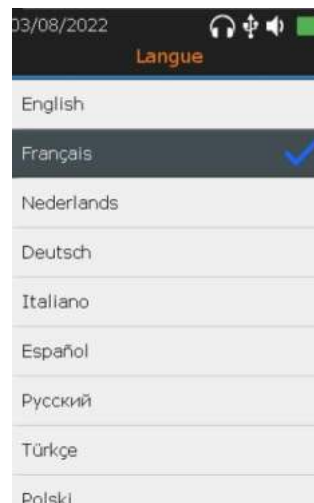 03/08/2022
Langue
English
Français
Nederlands
Deutsch
Italiano
Español
Русский
Türkçe
Polski